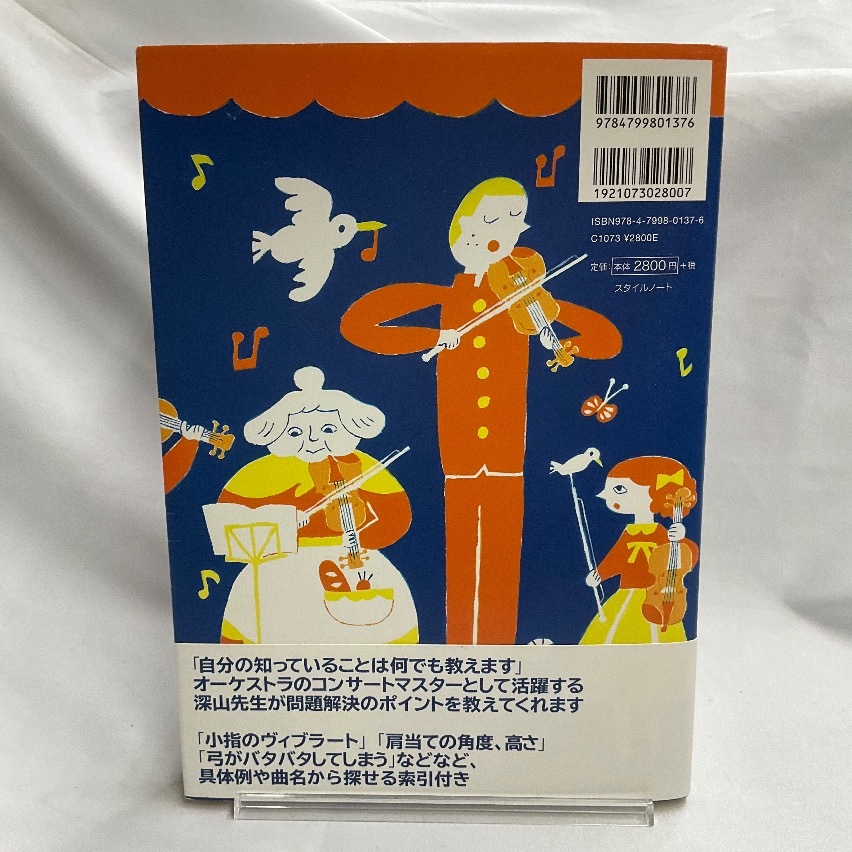 9784799801376
1921073028007
ISBN978-4-7998-0137-6
C1073 ¥2800E
定価:本体2800円+税
スタイルノート
「自分の知っていることは何でも教えます」
オーケストラのコンサートマスターとして活躍する
深山先生が問題解決のポイントを教えてくれます
「小指のヴィブラート」「肩当ての角度、高さ」
「弓がバタバタしてしまう」などなど、
具体例や曲名から探せる索引付き